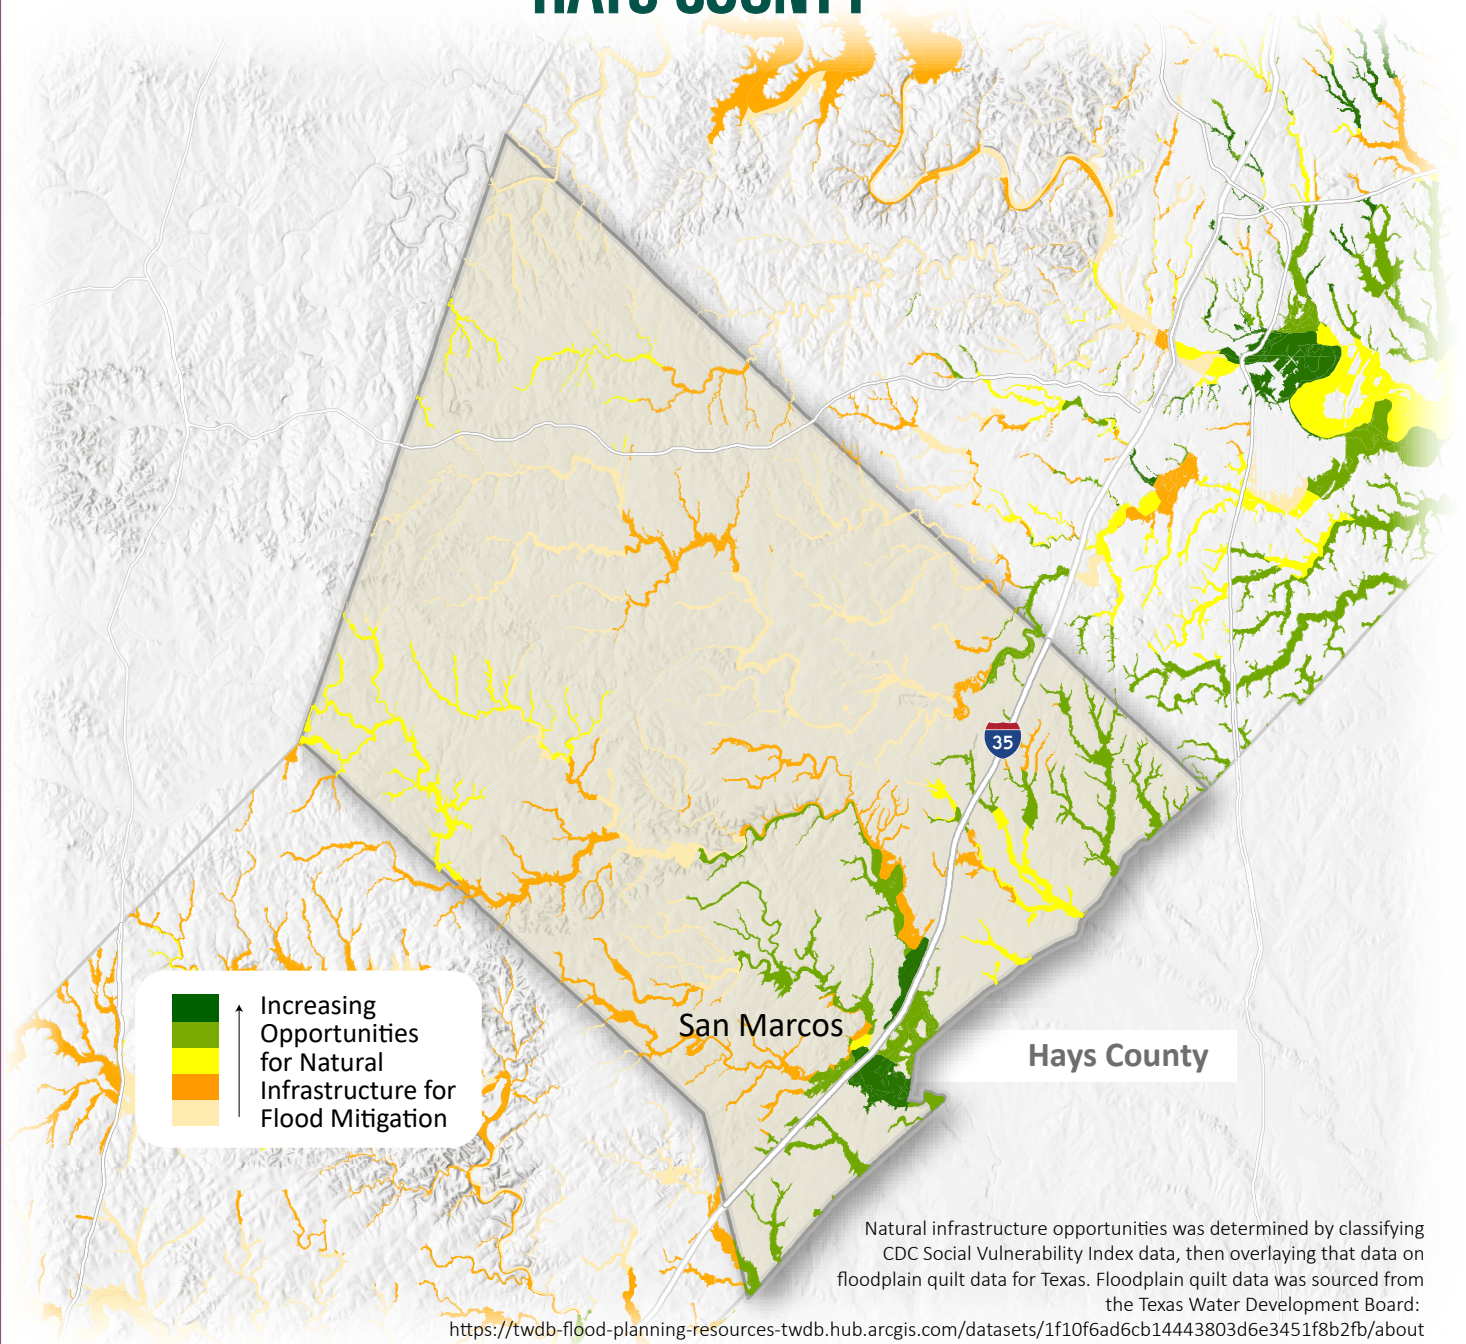 HAYS COUNTY
35
Increasing
Opportunities
for Natural
Infrastructure for
Flood Mitigation
San Marcos
Hays County
Natural infrastructure opportunities was determined by classifying
CDC Social Vulnerability Index data, then overlaying that data on
floodplain quilt data for Texas. Floodplain quilt data was sourced from
the Texas Water Development Board:
https://twdb-flood-planning-resources-twdb.hub.arcgis.com/datasets/1f10f6ad6cb14443803d6e3451f8b2fb/about